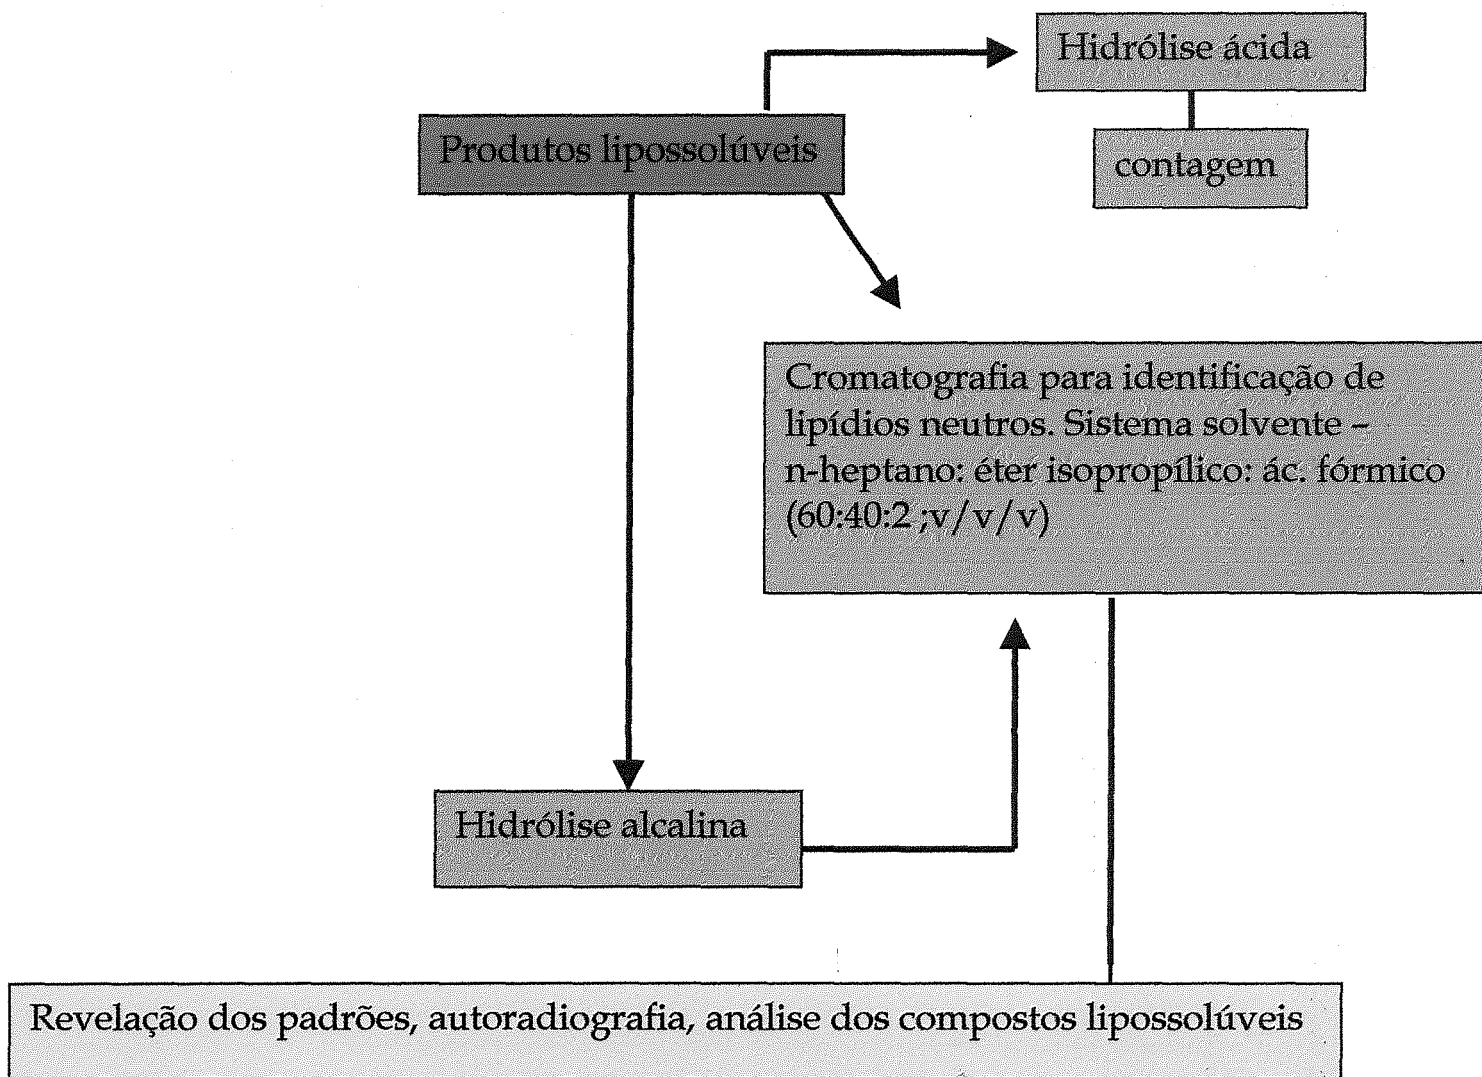 Hidrólise ácida
Produtos lipossolúveis
contagem
Cromatografia para identificação de
lipídios neutros. Sistema solvente –
n-heptano: éter isopropílico: ác. fórmico
(60:40:2 ;v/v/v)
Hidrólise alcalina
Revelação dos padrões, autoradiografia, análise dos compostos lipossolúveis